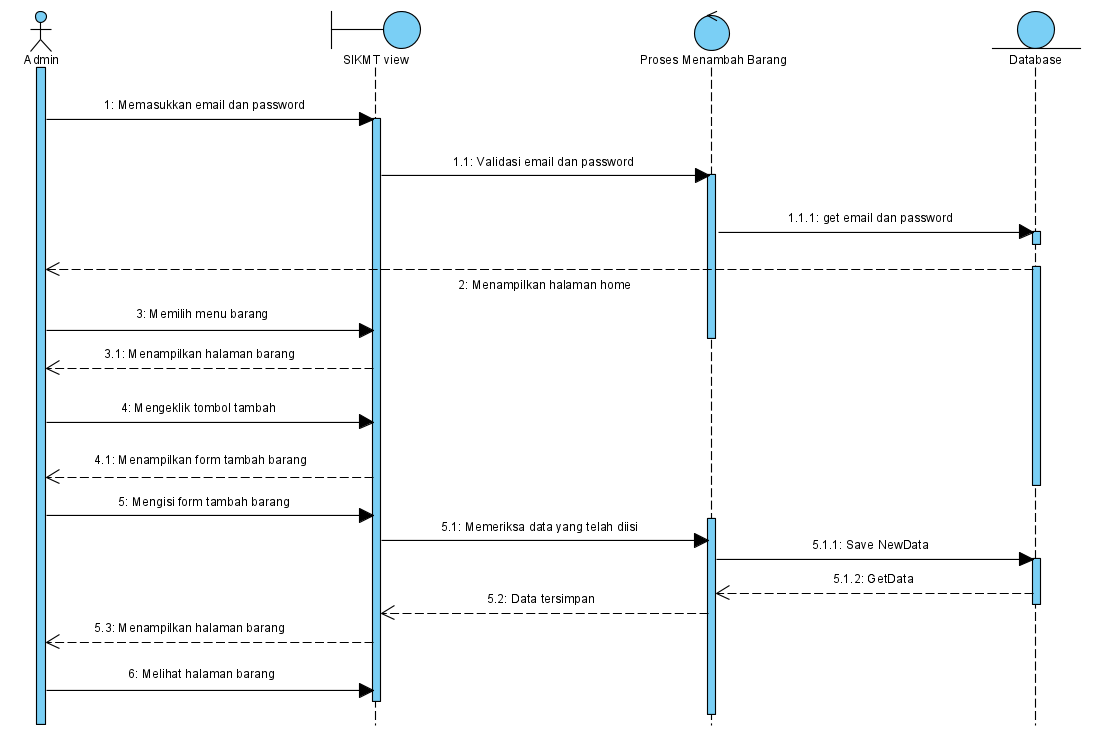 Admin
SIKMT view
Proses Menambah Barang
Database
1: Memasukkan email dan password
1.1: Validasi email dan password
1.1.1: get email dan password
2: Menampilkan halaman home
3: Memilih menu barang
3.1: Menampilkan halaman barang
4: Mengeklik tombol tambah
4.1: Menampilkan form tambah barang
5: Mengisi form tambah barang
5.1: Memeriksa data yang telah diisi
5.1.1: Save NewData
5.1.2: GetData
5.2: Data tersimpan
5.3: Menampilkan halaman barang
6: Melihat halaman barang